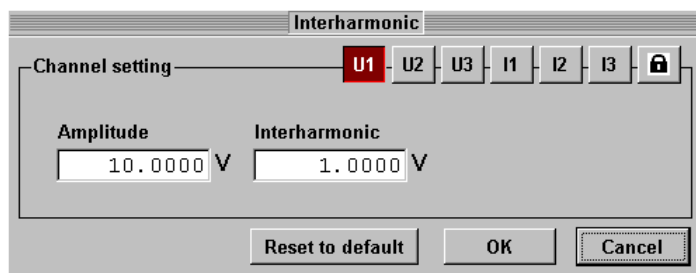 Interharmonic
Channel setting U1 U2 U3 I1 I2 I3
Amplitude Interharmonic
10.0000 V 1.0000 V
Reset to default OK Cancel